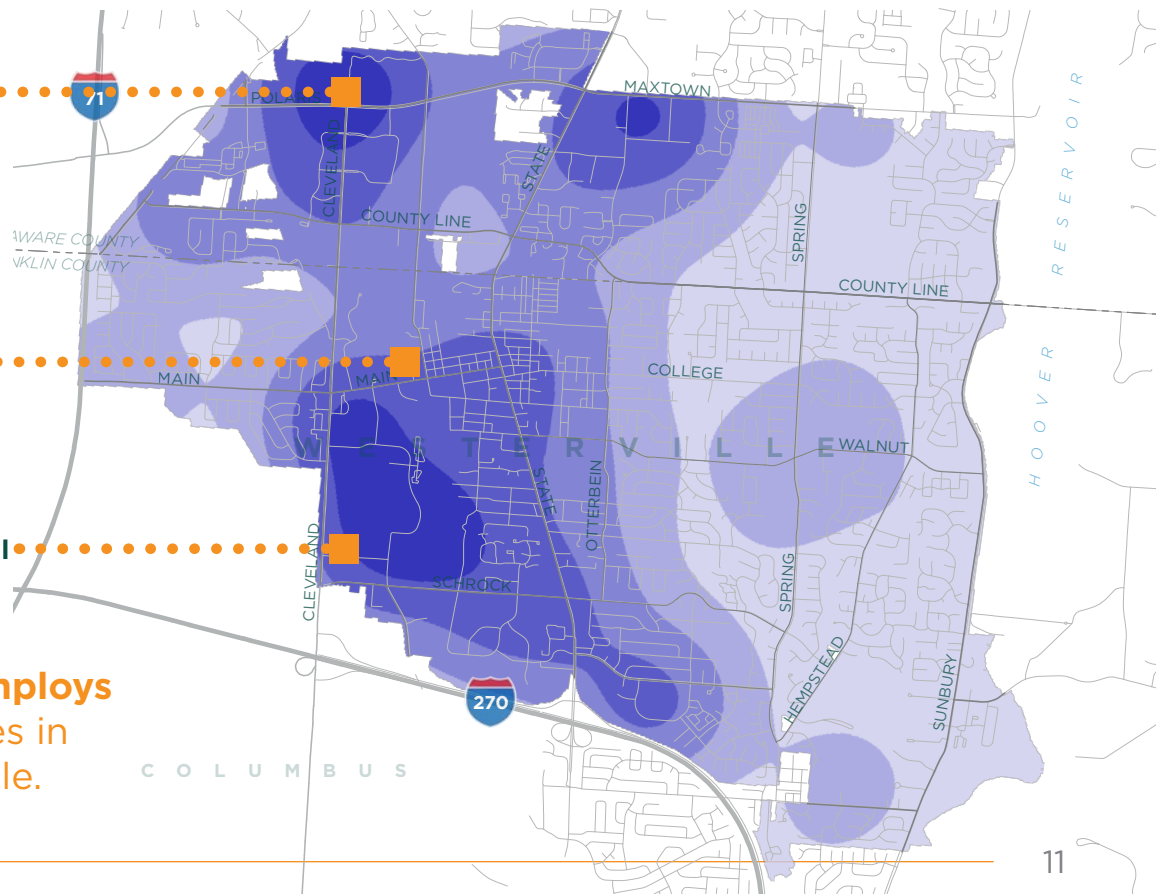 71
POLARIS
MAXTOWN
CLEVELAND
STATE
COUNTY LINE
SPRING
AWARE COUNTY
NKLIN COUNTY
COUNTY LINE
HOOVER RESERVOIR
MAIN
MAIN
COLLEGE
WESTERVILLE
WALNUT
STATE
OTTERBEIN
l
CLEVELAND
SCHROCK
SPRING
HEMPSTEAD
SUNBURY
mploys
es in
le.
270
COLUMBUS
11